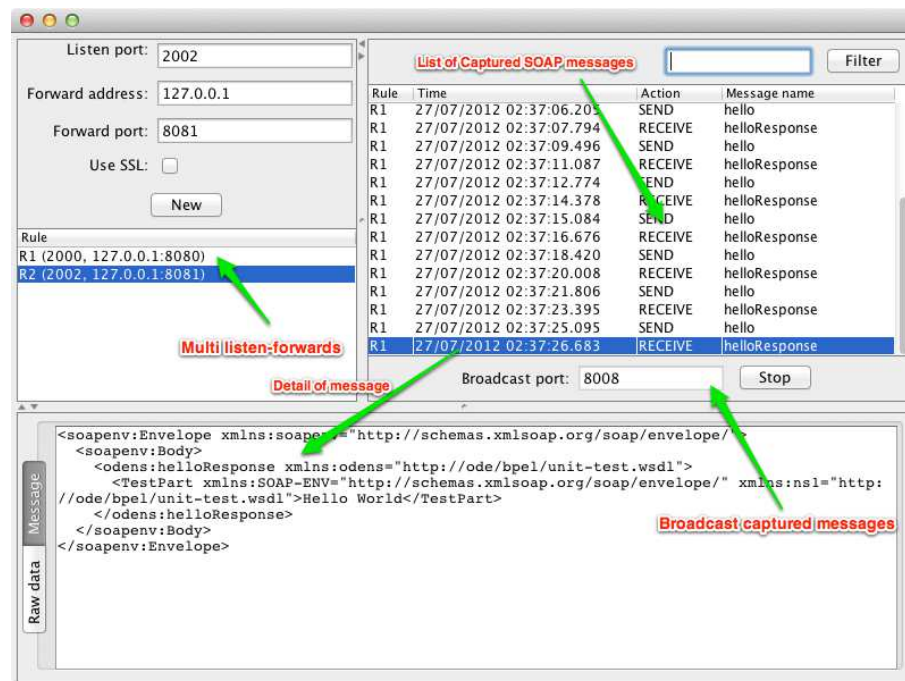 Listen port: 2002
Forward address: 127.0.0.1
Forward port: 8081
Use SSL:
New
Rule
R1 (2000, 127.0.0.1:8080)
R2 (2002, 127.0.0.1:8081)
Multi listen-forwards
List of Captured SOAP messages
Filter
Rule Time Action Message name
R1 27/07/2012 02:37:06.205 SEND hello
R1 27/07/2012 02:37:07.794 RECEIVE helloResponse
R1 27/07/2012 02:37:09.496 SEND hello
R1 27/07/2012 02:37:11.087 RECEIVE helloResponse
R1 27/07/2012 02:37:12.774 SEND hello
R1 27/07/2012 02:37:14.378 RECEIVE helloResponse
R1 27/07/2012 02:37:15.084 SEND hello
R1 27/07/2012 02:37:16.676 RECEIVE helloResponse
R1 27/07/2012 02:37:18.420 SEND hello
R1 27/07/2012 02:37:20.008 RECEIVE helloResponse
R1 27/07/2012 02:37:21.806 SEND hello
R1 27/07/2012 02:37:23.395 RECEIVE helloResponse
R1 27/07/2012 02:37:25.095 SEND hello
R1 27/07/2012 02:37:26.683 RECEIVE helloResponse
Detail of message
Broadcast port: 8008 Stop
Message
Raw data
<soapenv:Envelope xmlns:soapenv="http://schemas.xmlsoap.org/soap/envelope/">
<soapenv:Body>
<odens:helloResponse xmlns:odens="http://ode/bpel/unit-test.wsdl">
<TestPart xmlns:SOAP-ENV="http://schemas.xmlsoap.org/soap/envelope/" xmlns:ns1="http:
//ode/bpel/unit-test.wsdl">Hello World</TestPart>
</odens:helloResponse>
</soapenv:Body>
</soapenv:Envelope>
Broadcast captured messages